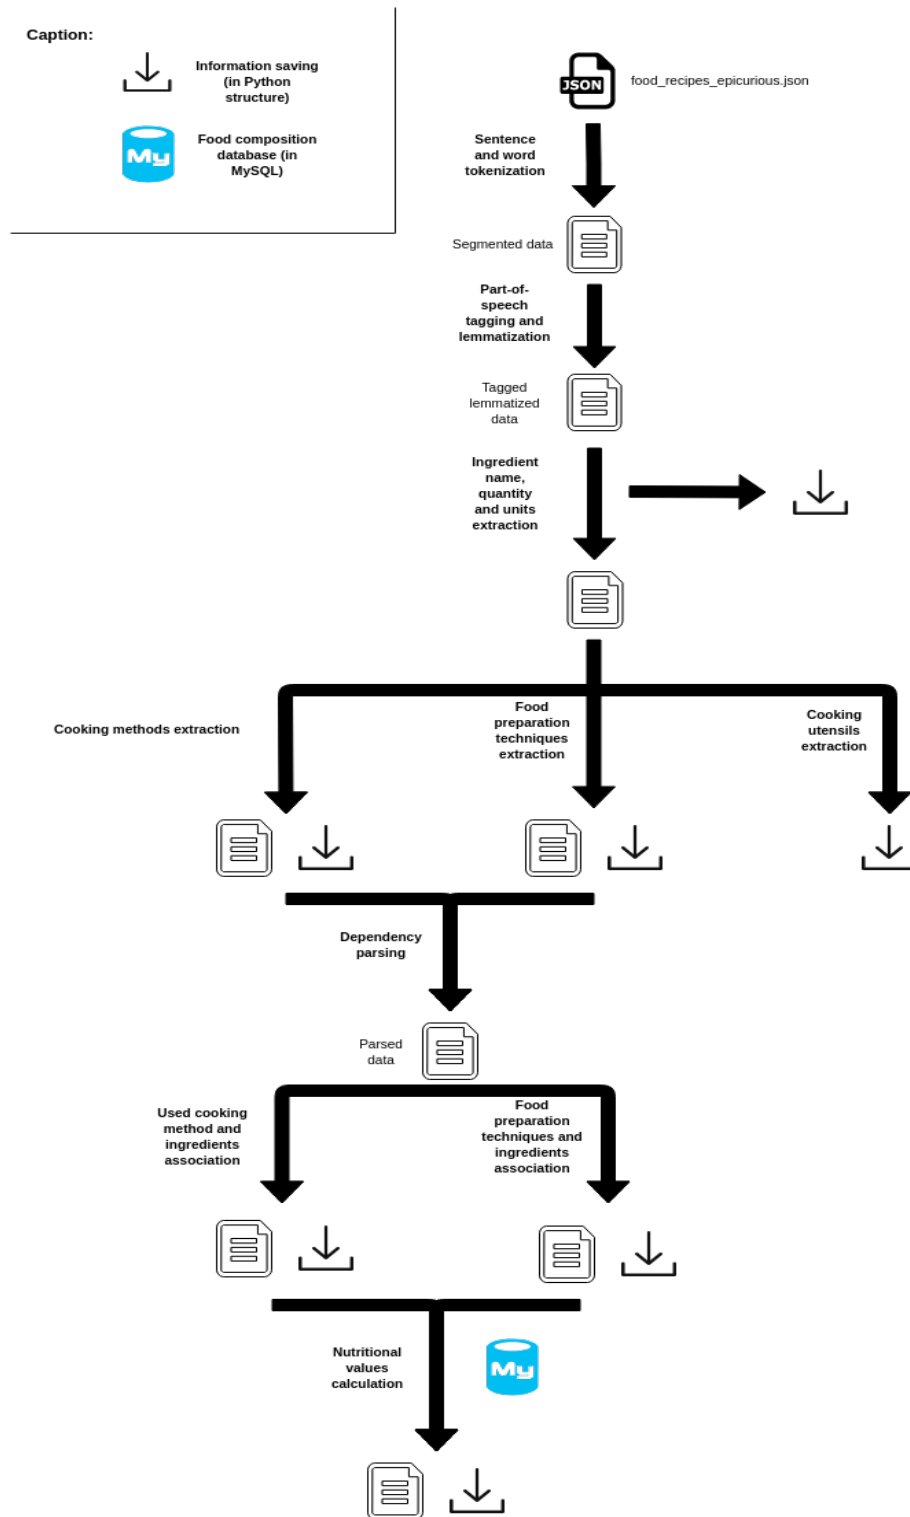 Caption:
Information saving
(in Python
structure)
My
Food composition
database (in
MySQL)
JSON
food_recipes_epicurious.json
Sentence
and word
tokenization
Segmented data
Part-of-
speech
tagging and
lemmatization
Tagged
lemmatized
data
Ingredient
name,
quantity
and units
extraction
Cooking methods extraction
Food
preparation
techniques
extraction
Cooking
utensils
extraction
Dependency
parsing
Parsed
data
Used cooking
method and
ingredients
association
Food
preparation
techniques and
ingredients
association
Nutritional
values
calculation
My